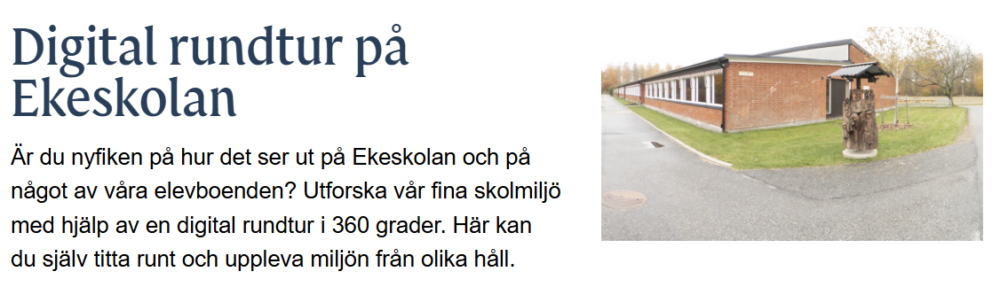 Digital rundtur på
Ekeskolan
Är du nyfiken på hur det ser ut på Ekeskolan och på
något av våra elevboenden? Utforska vår fina skolmiljö
med hjälp av en digital rundtur i 360 grader. Här kan
du själv titta runt och uppleva miljön från olika håll.